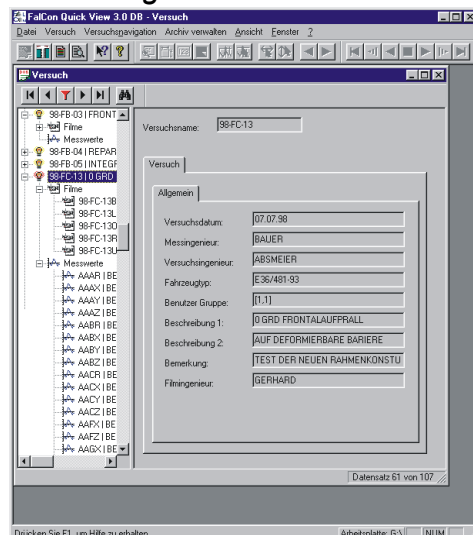 FalCon Quick View 3.0 DB - Versuch
Datei Versuch Versuchsnavigation Archiv verwalten Ansicht Fenster ?
Versuch
98-FB-03 | FRONT
Filme
Messwerte
98-FB-04 | REPAR
98-FB-05 | INTEGF
98-FC-13 | 0 GRD
Filme
98-FC-13B
98-FC-13L
98-FC-13O
98-FC-13R
98-FC-13U
Messwerte
AAAR | BE
AAAX | BE
AAAY | BE
AAAZ | BE
AABR | BE
AABX | BE
AABY | BE
AABZ | BE
AACR | BE
AACX | BE
AACY | BE
AACZ | BE
AAFX | BE
AAFZ | BE
AAGX | BE
Versuchsname: 98-FC-13
Versuch
Allgemein
Versuchsdatum: 07.07.98
Messingenieur: BAUER
Versuchsingenieur: ABSMEIER
Fahrzeugtyp: E36/481-93
Benutzer Gruppe: [1,1]
Beschreibung 1: 0 GRD FRONTALAUFPRALL
Beschreibung 2: AUF DEFORMIERBARE BARIERE
Bemerkung: TEST DER NEUEN RAHMENKONSTU
Filmingenieur: GERHARD
Datensatz 61 von 107
Drücken Sie F1, um Hilfe zu erhalten. Arbeitsplatte: G:\ NUM